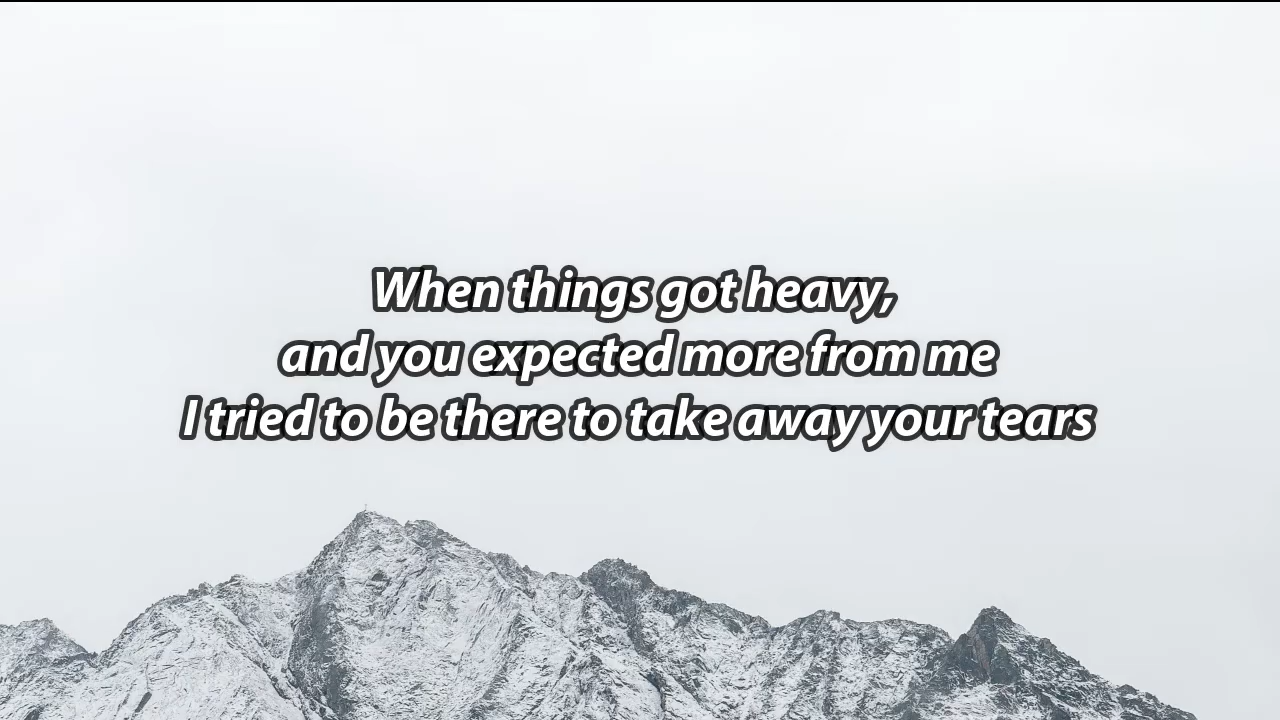 When things got heavy,
and you expected more from me
I tried to be there to take away your tears